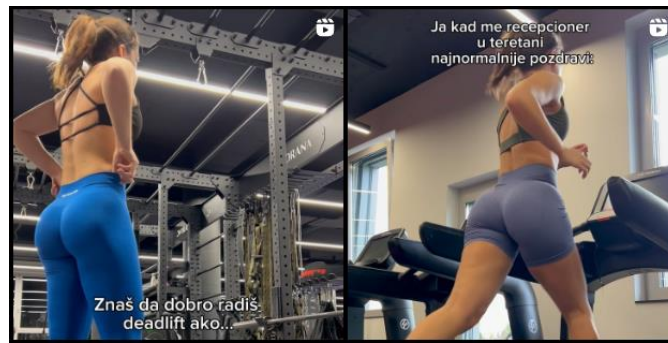 Znaš da dobro radiš
deadlift ako...
Ja kad me recepcioner
u teretani
najnormalnije pozdravi: